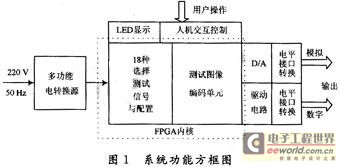 用户操作
LED显示
人机交互控制
220 V
50 Hz
多功能
电转换源
18种
选择
测试
信号
与配置
测试图像
编码单元
D/A
电平
接口
转换
模拟
输出
驱动
电路
电平
接口
转换
数字
FPGA内核
电子工程世界
eeworld.com.cn
图1 系统功能方框图